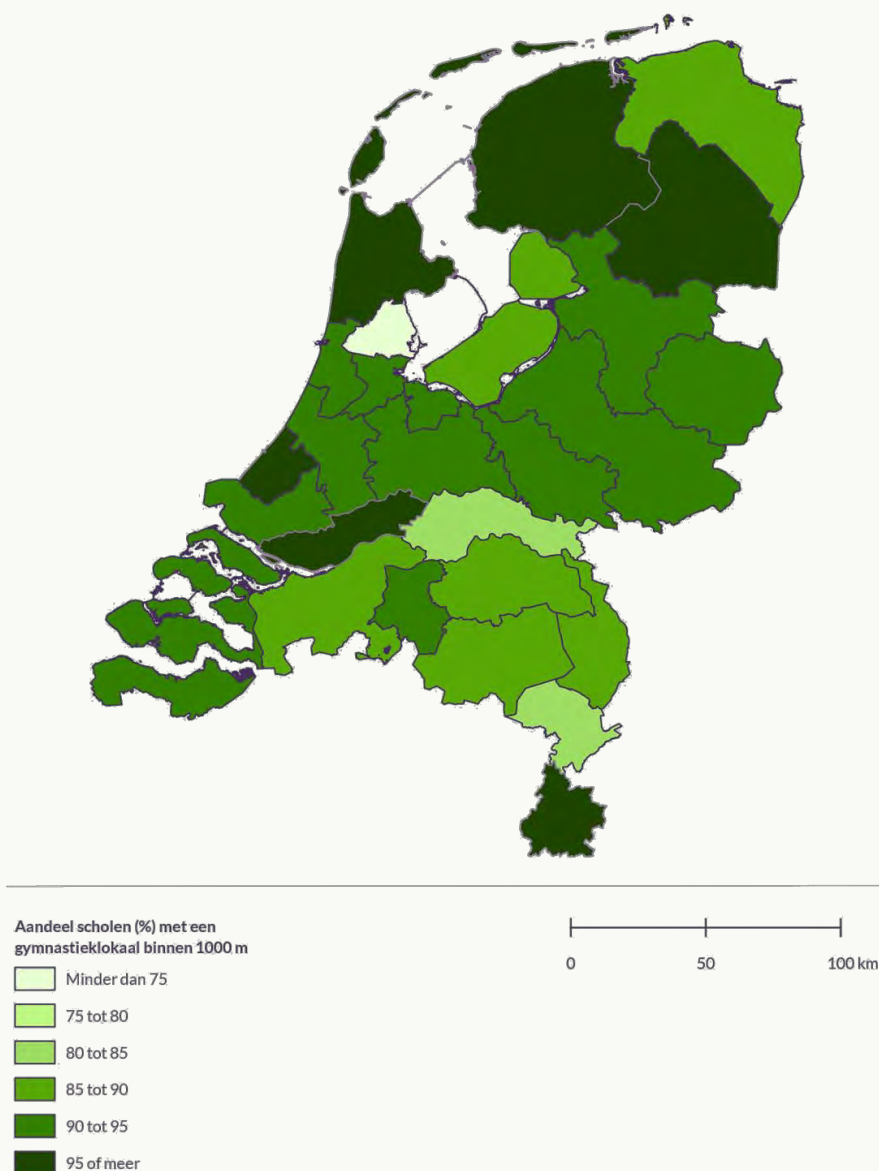 Aandeel scholen (%) met een
gymnastieklokaal binnen 1000 m
Minder dan 75
75 tot 80
80 tot 85
85 tot 90
90 tot 95
95 of meer
0 50 100 km